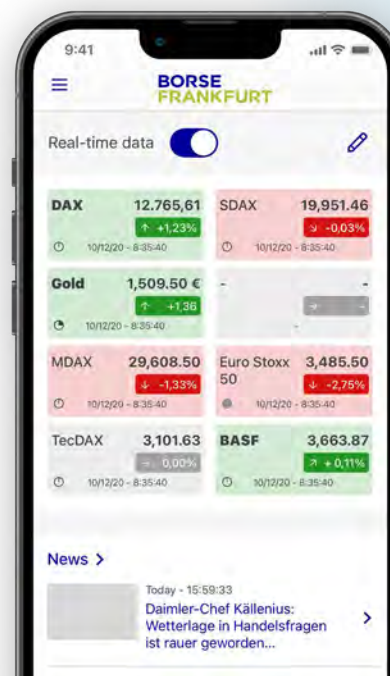 9:41
BORSE
FRANKFURT
Real-time data
DAX 12.765,61
↑ +1,23%
10/12/20 - 8:35:40
SDAX 19,951.46
↘ -0,03%
10/12/20 - 8:35:40
Gold 1,509.50 €
↑ +1,36
10/12/20 - 8:35:40
- -
→ -
-
MDAX 29,608.50
↓ -1,33%
10/12/20 - 8:35:40
Euro Stoxx 3,485.50
50 ↓ -2,75%
10/12/20 - 8:35:40
TecDAX 3,101.63
→ 0,00%
10/12/20 - 8:35:40
BASF 3,663.87
↗ + 0,11%
10/12/20 - 8:35:40
News >
Today - 15:59:33
Daimler-Chef Källenius:
Wetterlage in Handelsfragen
ist rauer geworden...